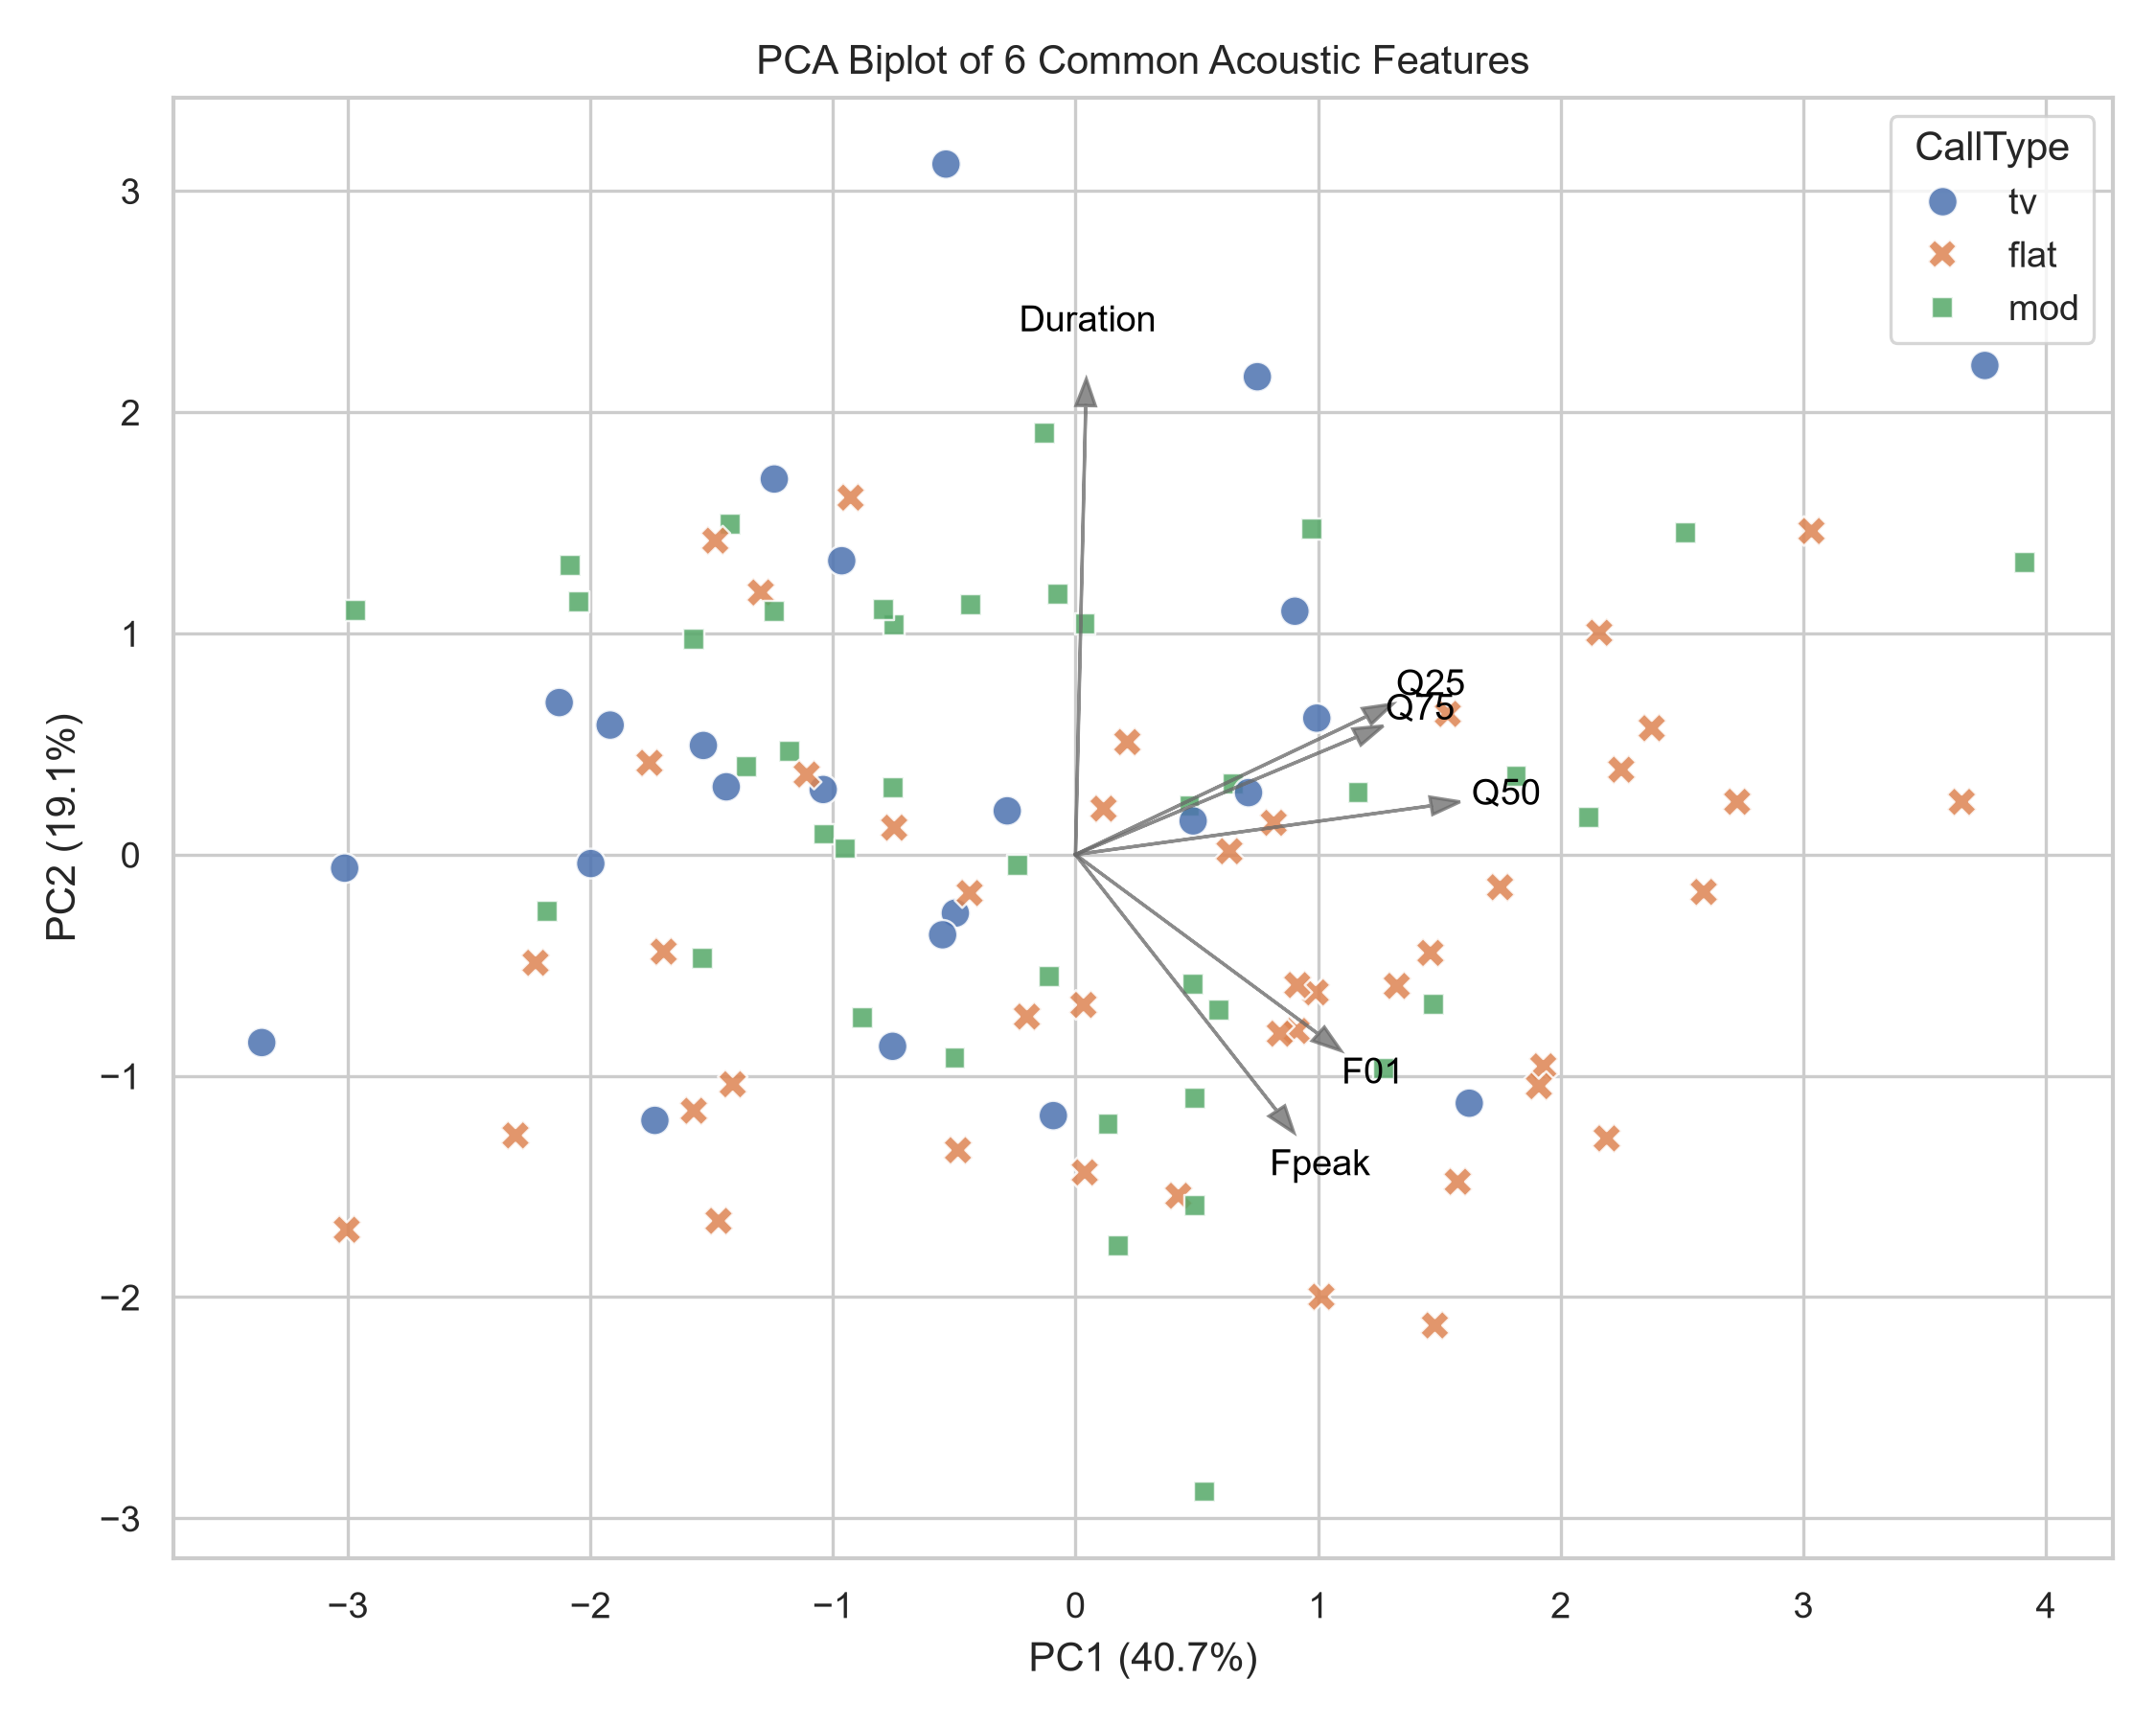 PCA Biplot of 6 Common Acoustic Features
CallType
tv
flat
mod
Duration
Q25
Q75
Q50
F01
Fpeak
3
2
1
0
−1
−2
−3
PC2 (19.1%)
−3
−2
−1
0
1
2
3
4
PC1 (40.7%)